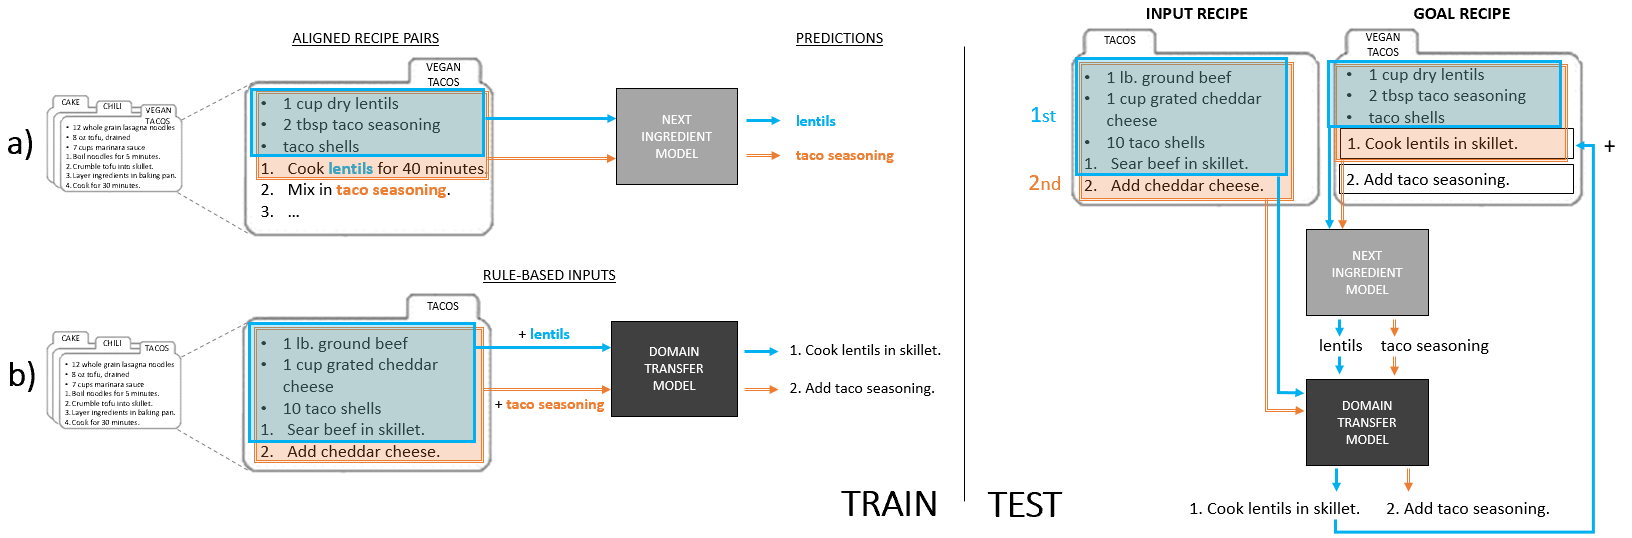 ALIGNED RECIPE PAIRS
PREDICTIONS
a)
CAKE
CHILI
VEGAN
TACOS
• 12 whole grain lasagna noodles
• 8 oz tofu, drained
• 7 cups marinara sauce
1. Boil noodles for 5 minutes.
2. Crumble tofu into skillet.
3. Layer ingredients in baking pan.
4. Cook for 30 minutes.
VEGAN
TACOS
• 1 cup dry lentils
• 2 tbsp taco seasoning
• taco shells
1. Cook lentils for 40 minutes.
2. Mix in taco seasoning.
3. ...
NEXT
INGREDIENT
MODEL
lentils
taco seasoning
RULE-BASED INPUTS
b)
CAKE
CHILI
TACOS
• 12 whole grain lasagna noodles
• 8 oz tofu, drained
• 7 cups marinara sauce
1. Boil noodles for 5 minutes.
2. Crumble tofu into skillet.
3. Layer ingredients in baking pan.
4. Cook for 30 minutes.
TACOS
• 1 lb. ground beef
• 1 cup grated cheddar
cheese
• 10 taco shells
1. Sear beef in skillet.
2. Add cheddar cheese.
+ lentils
+ taco seasoning
DOMAIN
TRANSFER
MODEL
1. Cook lentils in skillet.
2. Add taco seasoning.
TRAIN
TEST
INPUT RECIPE
GOAL RECIPE
1st
2nd
TACOS
• 1 lb. ground beef
• 1 cup grated cheddar
cheese
• 10 taco shells
1. Sear beef in skillet.
2. Add cheddar cheese.
VEGAN
TACOS
• 1 cup dry lentils
• 2 tbsp taco seasoning
• taco shells
1. Cook lentils in skillet.
+
2. Add taco seasoning.
NEXT
INGREDIENT
MODEL
lentils
taco seasoning
DOMAIN
TRANSFER
MODEL
1. Cook lentils in skillet.
2. Add taco seasoning.